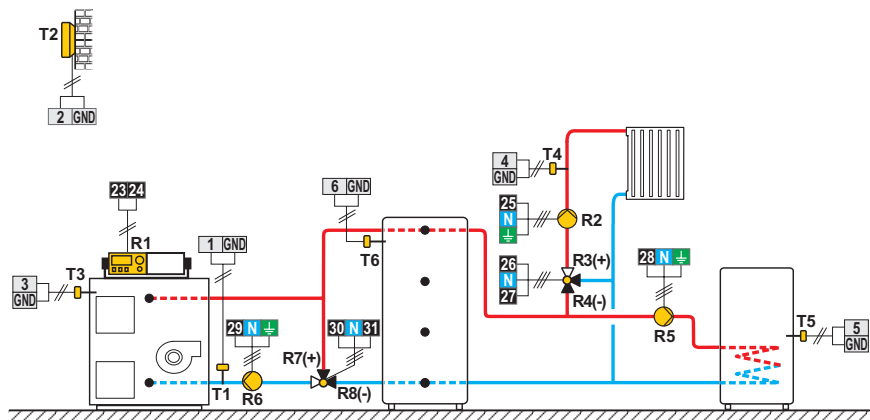 T2
2 GND
4
GND
T4
6 GND
23 24
25
N
R2
1 GND
R1
R3(+)
26
N
27
28 N
T6
3
GND
T3
R4(-)
29 N
30 N 31
R5
T5
5
GND
R7(+)
T1
R6
R8(-)